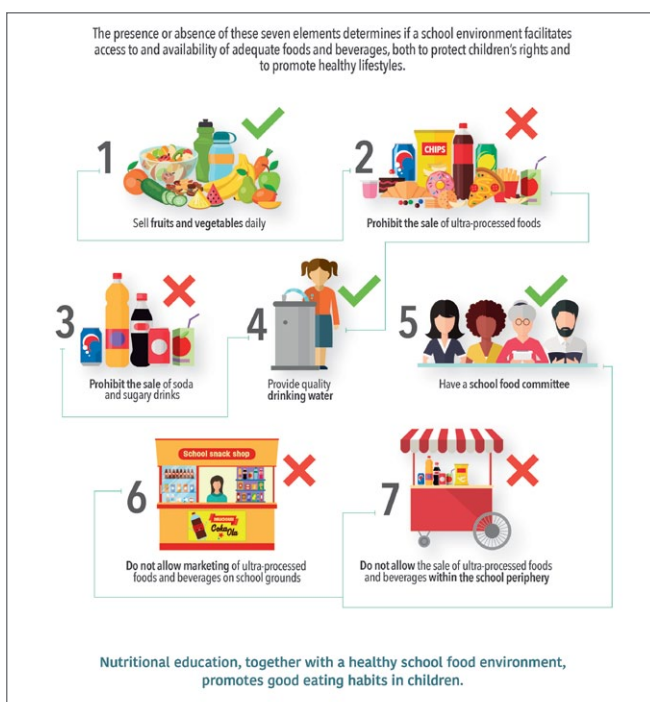 The presence or absence of these seven elements determines if a school environment facilitates
access to and availability of adequate foods and beverages, both to protect children's rights and
to promote healthy lifestyles.
1
Sell fruits and vegetables daily
2
CHIPS
Prohibit the sale of ultra-processed foods
3
Prohibit the sale of soda
and sugary drinks
4
Provide quality
drinking water
5
Have a school food committee
6
School snack shop
Coka
Ola
Do not allow marketing of ultra-processed
foods and beverages on school grounds
7
Do not allow the sale of ultra-processed foods
and beverages within the school periphery
Nutritional education, together with a healthy school food environment,
promotes good eating habits in children.